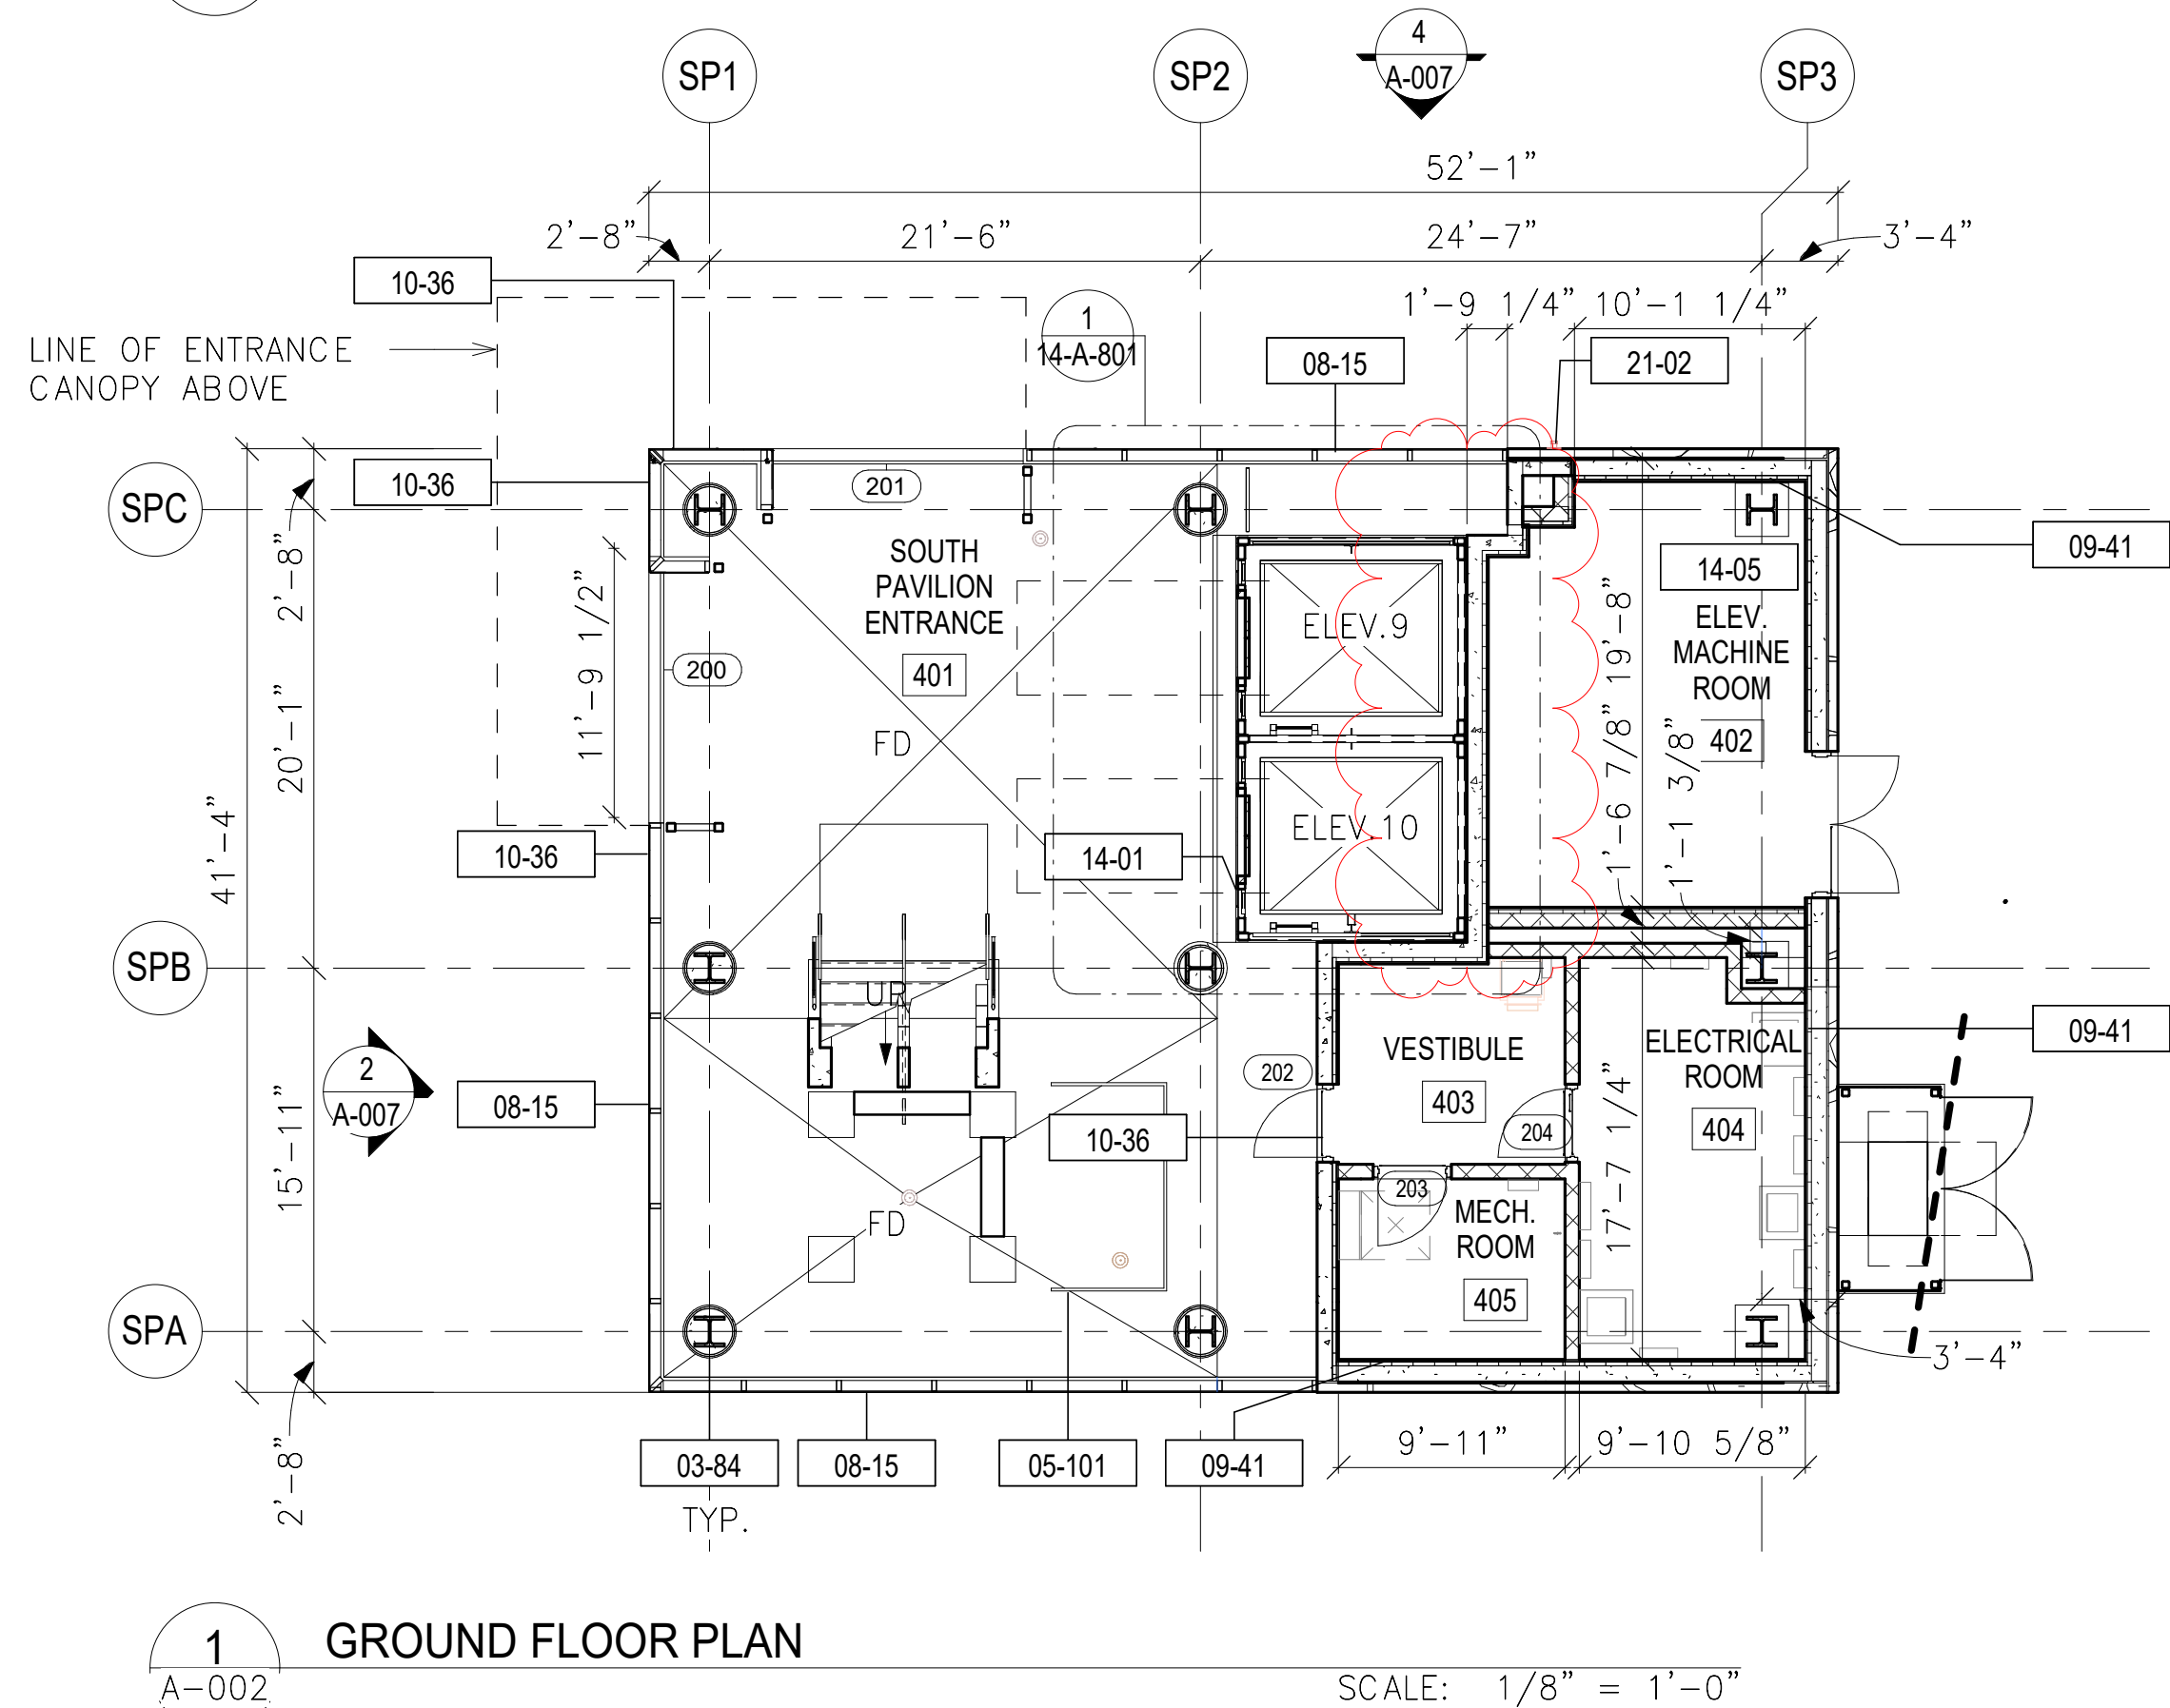 SP1
SP2
4
A-007
SP3
52'-1"
2'-8"
21'-6"
24'-7"
3'-4"
10-36
1'-9 1/4"
10'-1 1/4"
LINE OF ENTRANCE
CANOPY ABOVE
1
14-A-801
08-15
21-02
10-36
201
SPC
2'-8"
SOUTH
PAVILION
ENTRANCE
401
09-41
14-05
ELEV.
MACHINE
ROOM
402
ELEV.9
19'-8"
11'-9 1/2"
200
20'-1"
FD
41'-4"
10-36
14-01
ELEV.10
1'-6 7/8"
1'-1 3/8"
SPB
UP
2
A-007
08-15
15'-11"
202
VESTIBULE
403
ELECTRICAL
ROOM
404
09-41
10-36
204
17'-7 1/4"
203
MECH.
ROOM
405
FD
SPA
3'-4"
2'-8"
9'-11"
9'-10 5/8"
03-84
08-15
05-101
09-41
TYP.
1
A-002
GROUND FLOOR PLAN
SCALE: 1/8" = 1'-0"